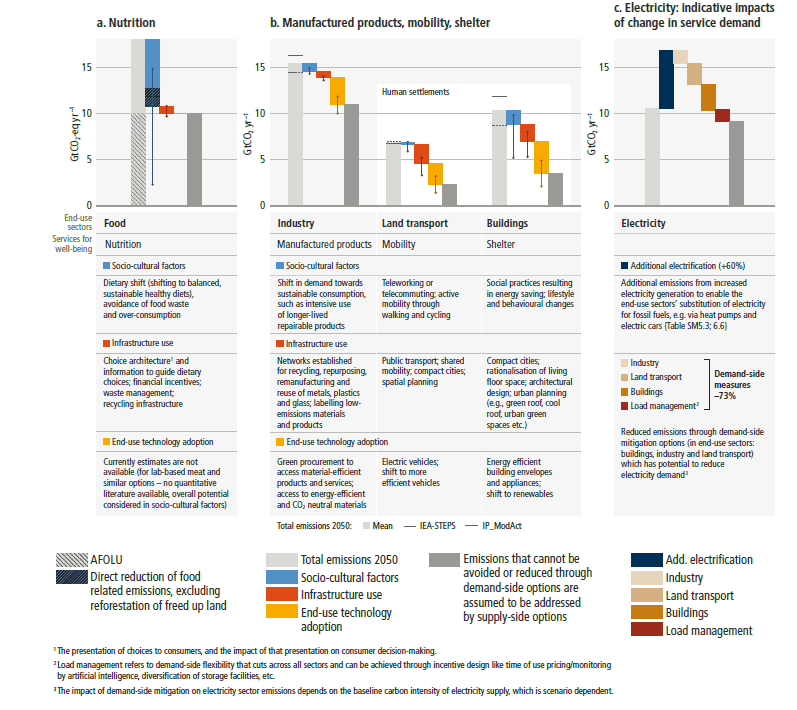 a. Nutrition
b. Manufactured products, mobility, shelter
c. Electricity: indicative impacts
of change in service demand
GtCO2-eq yr⁻¹
15
10
5
0
GtCO2 yr⁻¹
15
10
5
0
Human settlements
GtCO2 yr⁻¹
15
10
5
0
End-use
sectors
Services for
well-being
Food
Nutrition
Socio-cultural factors
Dietary shift (shifting to balanced,
sustainable healthy diets),
avoidance of food waste
and over-consumption
Infrastructure use
Choice architecture¹ and
information to guide dietary
choices; financial incentives;
waste management;
recycling infrastructure
End-use technology adoption
Currently estimates are not
available (for lab-based meat and
similar options – no quantitative
literature available, overall potential
considered in socio-cultural factors)
Industry
Land transport
Buildings
Manufactured products
Mobility
Shelter
Socio-cultural factors
Shift in demand towards
sustainable consumption,
such as intensive use
of longer-lived
repairable products
Teleworking or
telecommuting; active
mobility through
walking and cycling
Social practices resulting
in energy saving; lifestyle
and behavioural changes
Infrastructure use
Networks established
for recycling, repurposing,
remanufacturing and
reuse of metals, plastics
and glass; labelling low-
emissions materials
and products
Public transport; shared
mobility; compact cities;
spatial planning
Compact cities;
rationalisation of living
floor space; architectural
design; urban planning
(e.g., green roof, cool
roof, urban green
spaces etc.)
End-use technology adoption
Green procurement to
access material-efficient
products and services;
access to energy-efficient
and CO2 neutral materials
Electric vehicles;
shift to more
efficient vehicles
Energy efficient
building envelopes
and appliances;
shift to renewables
Electricity
Additional electrification (+60%)
Additional emissions from increased
electricity generation to enable the
end-use sectors' substitution of electricity
for fossil fuels, e.g. via heat pumps and
electric cars {Table SM5.3; 6.6}
Industry
Land transport
Buildings
Load management²
Demand-side
measures
–73%
Reduced emissions through demand-side
mitigation options (in end-use sectors:
buildings, industry and land transport)
which has potential to reduce
electricity demand³
Total emissions 2050: Mean IEA-STEPS IP_ModAct
AFOLU
Direct reduction of food
related emissions, excluding
reforestation of freed up land
Total emissions 2050
Socio-cultural factors
Infrastructure use
End-use technology
adoption
Emissions that cannot be
avoided or reduced through
demand-side options are
assumed to be addressed
by supply-side options
Add. electrification
Industry
Land transport
Buildings
Load management
¹ The presentation of choices to consumers, and the impact of that presentation on consumer decision-making.
² Load management refers to demand-side flexibility that cuts across all sectors and can be achieved through incentive design like time of use pricing/monitoring
by artificial intelligence, diversification of storage facilities, etc.
³ The impact of demand-side mitigation on electricity sector emissions depends on the baseline carbon intensity of electricity supply, which is scenario dependent.